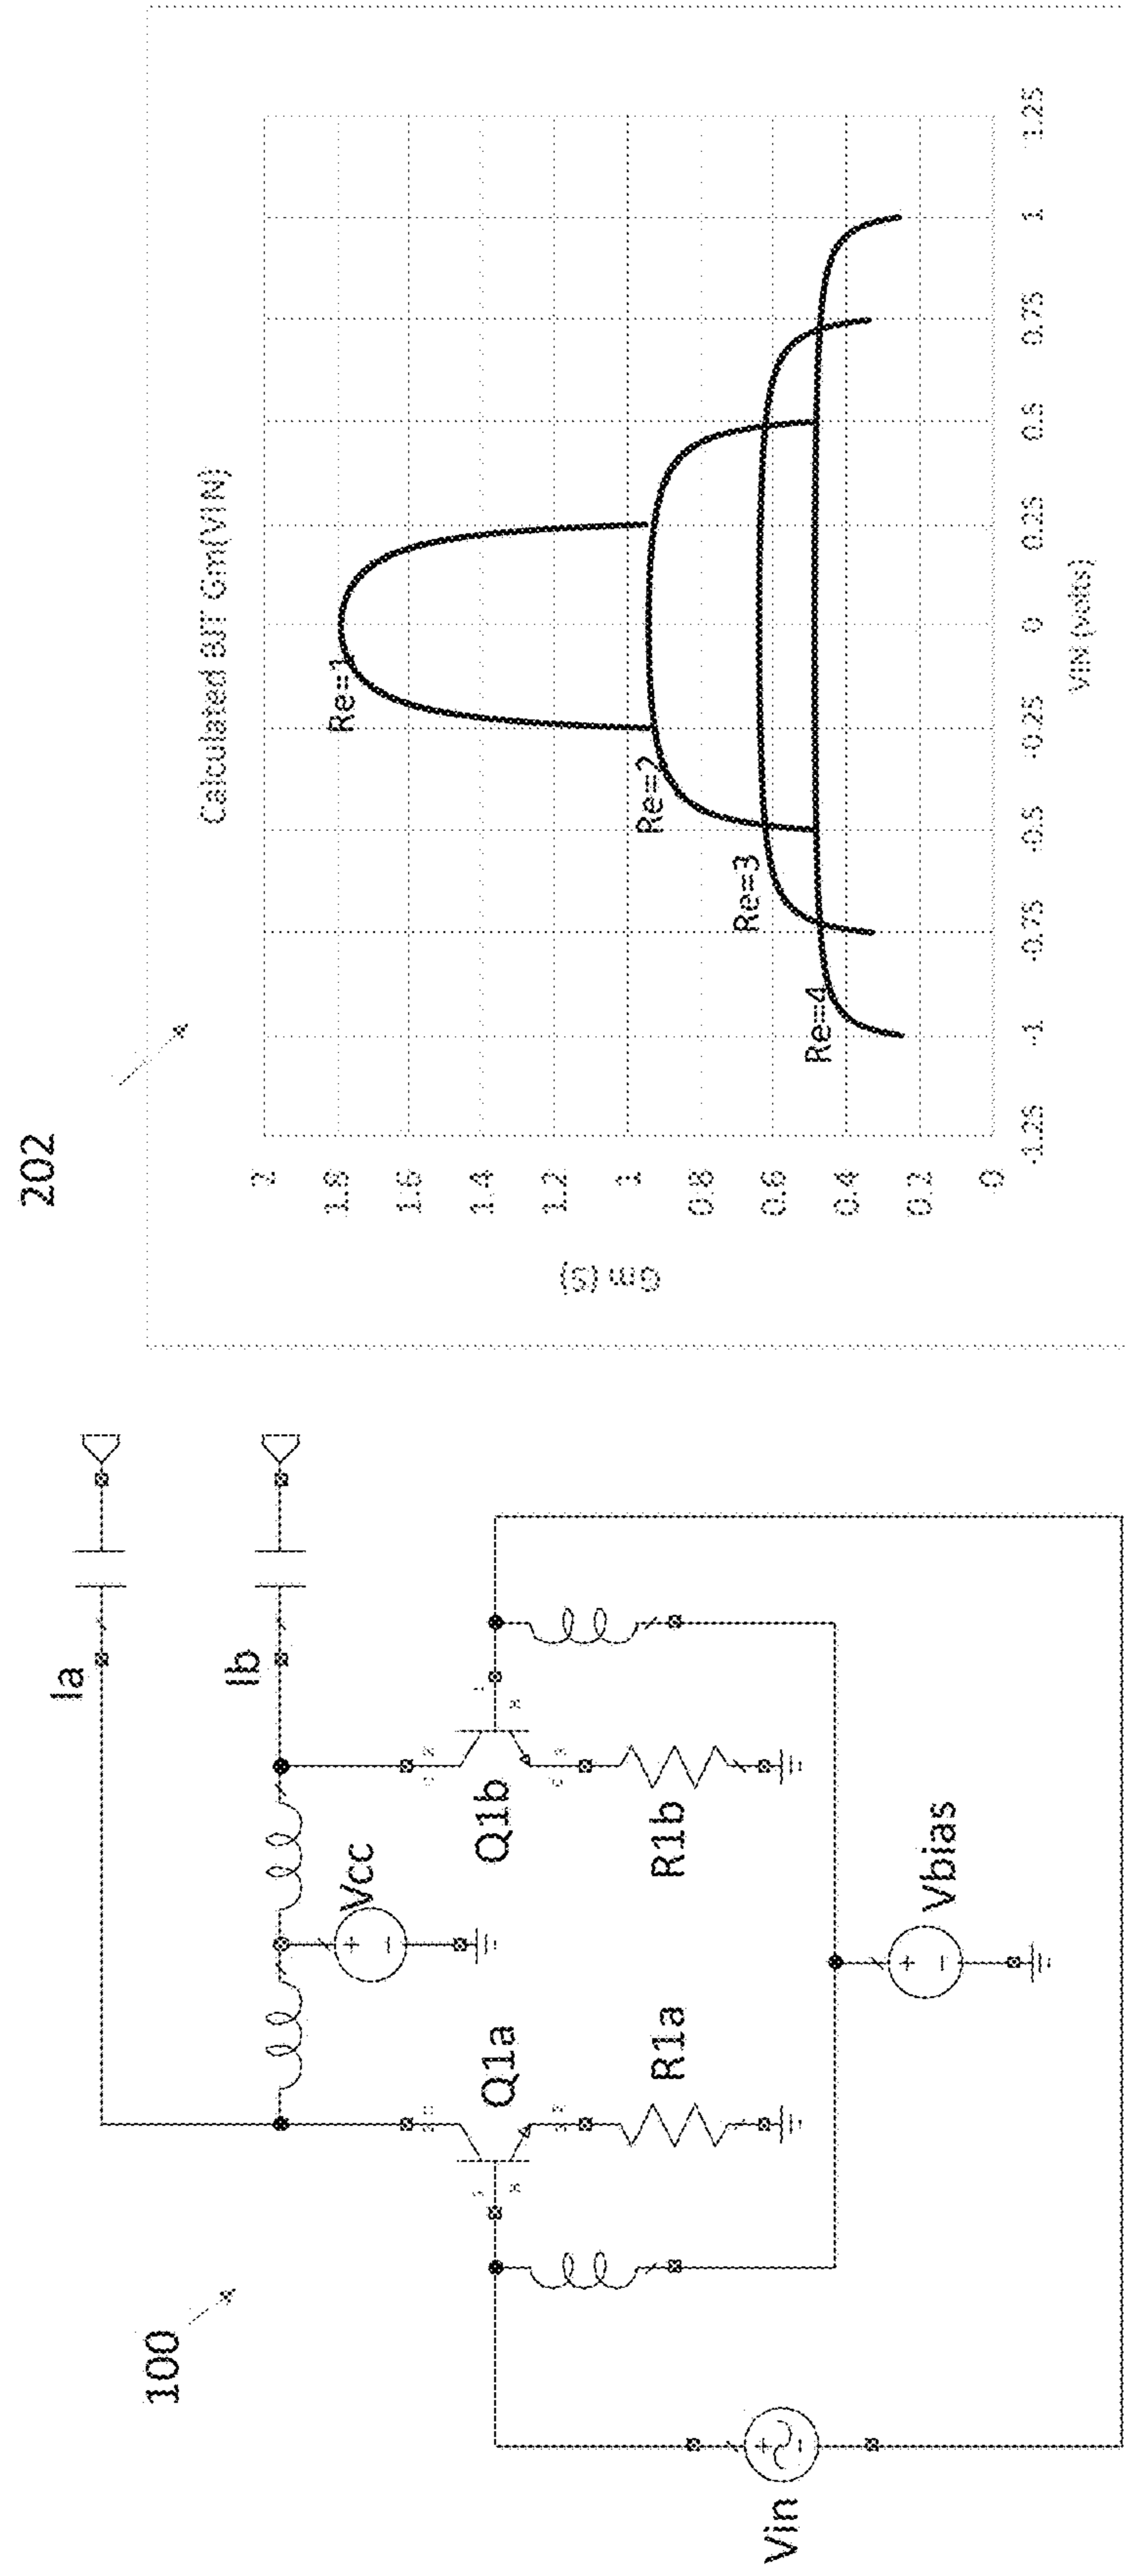 100
202
Ia
Ib
Vcc
Q1a
Q1b
R1a
R1b
Vbias
Vin
Calculated BJT Gm(VIN)
Gm (S)
2
1.8
1.6
1.4
1.2
1
0.8
0.6
0.4
0.2
0
Re=1
Re=2
Re=3
Re=4
-1.25
-1
-0.75
-0.5
-0.25
0
0.25
0.5
0.75
1
1.25
VIN (volts)